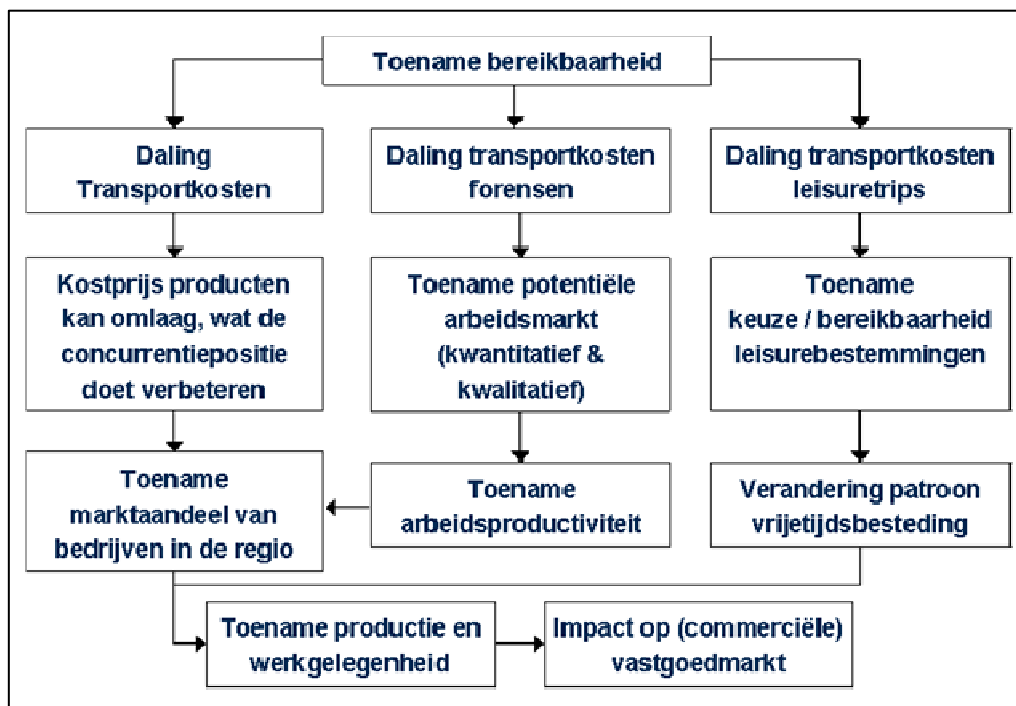 Toename bereikbaarheid
Daling
Transportkosten
Daling transportkosten
forensen
Daling transportkosten
leisuretrips
Kostprijs producten
kan omlaag, wat de
concurrentiepositie
doet verbeteren
Toename potentiële
arbeidsmarkt
(kwantitatief &
kwalitatief)
Toename
keuze / bereikbaarheid
leisurebestemmingen
Toename
marktaandeel van
bedrijven in de regio
Toename
arbeidsproductiviteit
Verandering patroon
vrijetijdsbesteding
Toename productie en
werkgelegenheid
Impact op (commerciële)
vastgoedmarkt